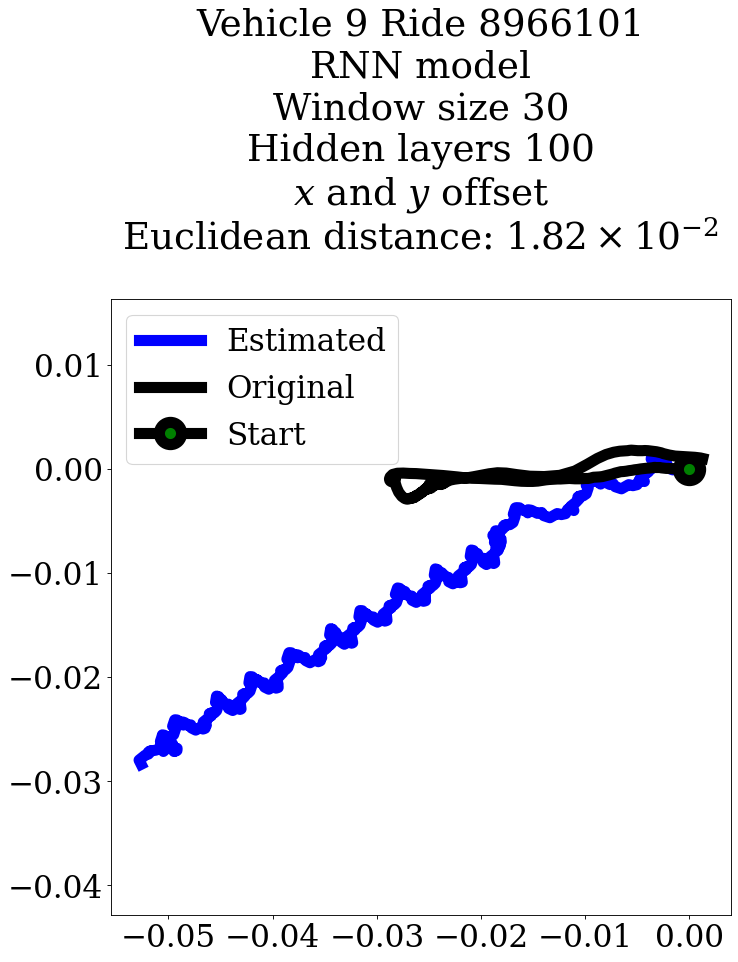 Vehicle 9 Ride 8966101
RNN model
Window size 30
Hidden layers 100
x and y offset
Euclidean distance: 1.82 × 10⁻²
Estimated
Original
Start
0.01
0.00
−0.01
−0.02
−0.03
−0.04
−0.05 −0.04 −0.03 −0.02 −0.01 0.00